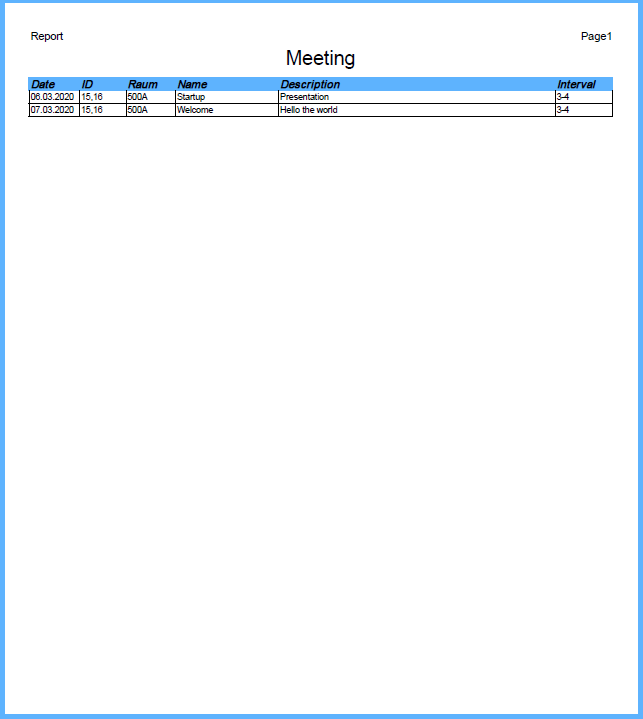 Report Page1
Meeting
Date ID Raum Name Description Interval
06.03.2020 15,16 500A Startup Presentation 3-4
07.03.2020 15,16 500A Welcome Hello the world 3-4